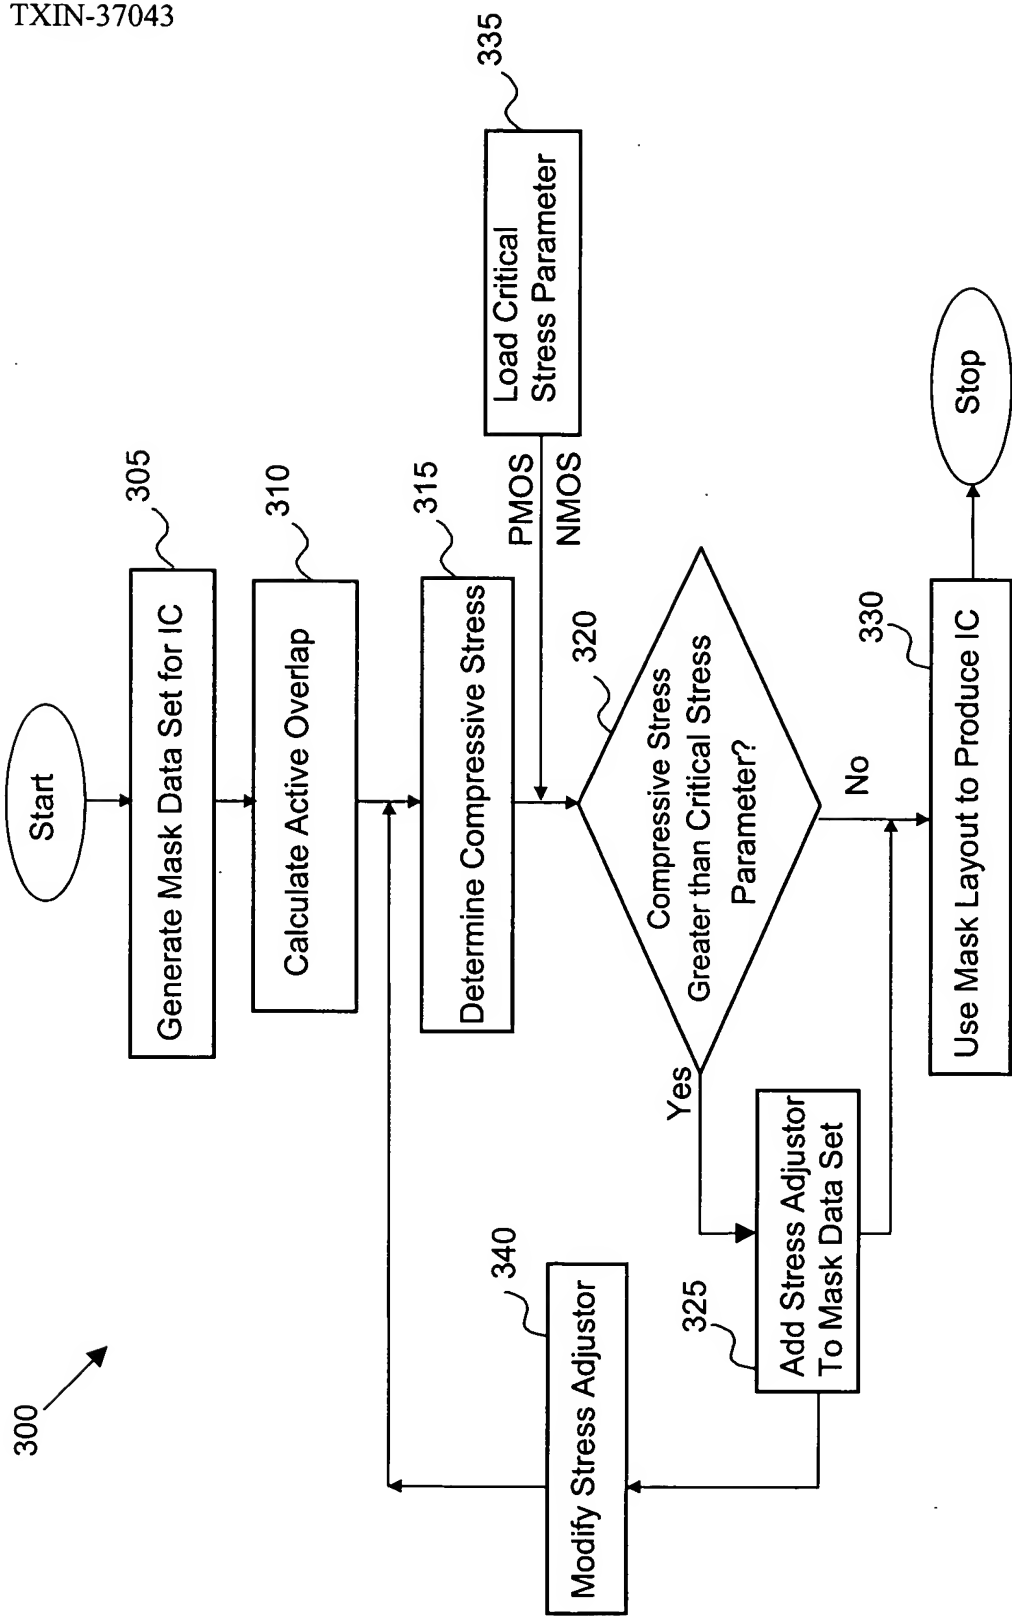 TXIN-37043
300
Start
Generate Mask Data Set for IC
305
Calculate Active Overlap
310
Determine Compressive Stress
315
Load Critical
Stress Parameter
335
PMOS
NMOS
Compressive Stress
Greater than Critical Stress
Parameter?
320
Yes
No
Add Stress Adjustor
To Mask Data Set
325
Modify Stress Adjustor
340
Use Mask Layout to Produce IC
330
Stop